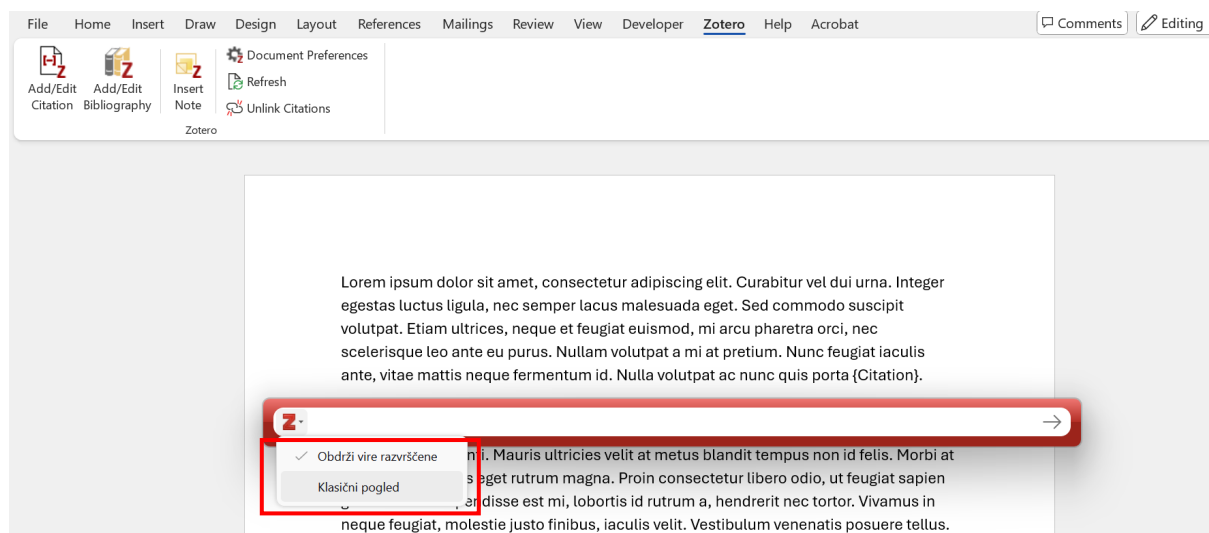 File Home Insert Draw Design Layout References Mailings Review View Developer Zotero Help Acrobat Comments Editing
Add/Edit Citation
Add/Edit Bibliography
Insert Note
Document Preferences
Refresh
Unlink Citations
Zotero
Lorem ipsum dolor sit amet, consectetur adipiscing elit. Curabitur vel dui urna. Integer
egestas luctus ligula, nec semper lacus malesuada eget. Sed commodo suscipit
volutpat. Etiam ultrices, neque et feugiat euismod, mi arcu pharetra orci, nec
scelerisque leo ante eu purus. Nullam volutpat a mi at pretium. Nunc feugiat iaculis
ante, vitae mattis neque fermentum id. Nulla volutpat ac nunc quis porta {Citation}.
Z
Obdrži vire razvrščene
Klasični pogled
Mauris ultricies velit at metus blandit tempus non id felis. Morbi at
eget rutrum magna. Proin consectetur libero odio, ut feugiat sapien
est mi, lobortis id rutrum a, hendrerit nec tortor. Vivamus in
neque feugiat, molestie justo finibus, iaculis velit. Vestibulum venenatis posuere tellus.